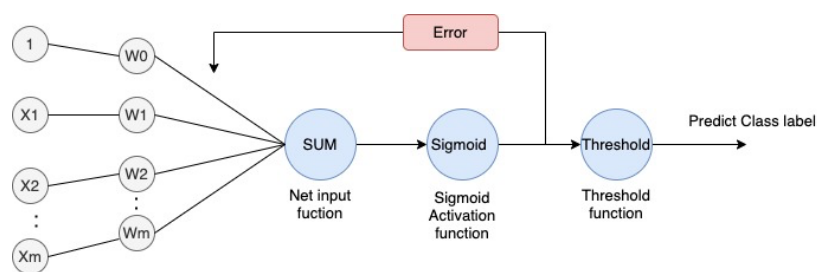 Error
1
W0
X1
W1
Predict Class label
SUM
Sigmoid
Threshold
X2
W2
Net input
fuction
Sigmoid
Activation
function
Threshold
function
Wm
Xm